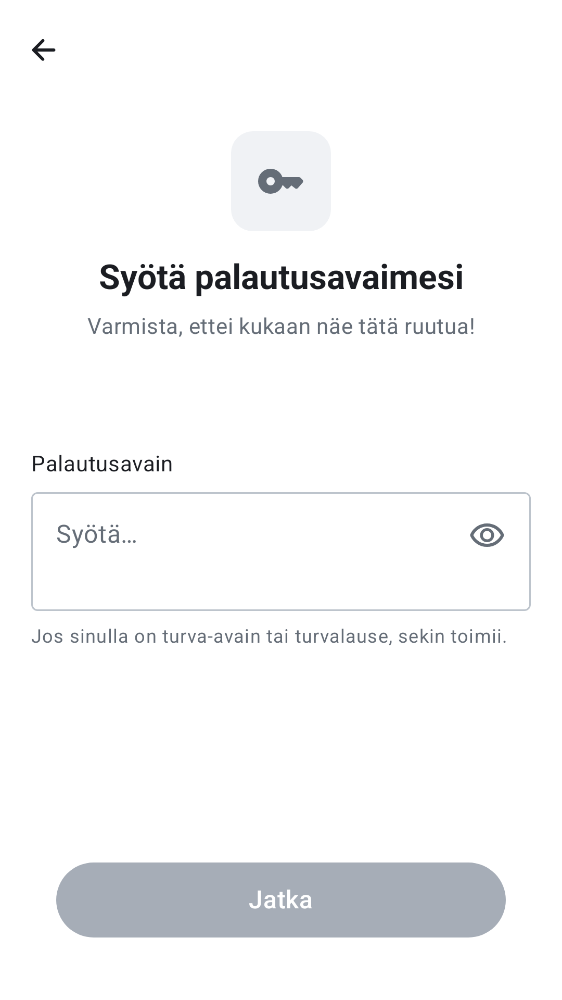 Syötä palautusavaimesi
Varmista, ettei kukaan näe tätä ruutua!
Palautusavain
Syötä…
Jos sinulla on turva-avain tai turvalause, sekin toimii.
Jatka